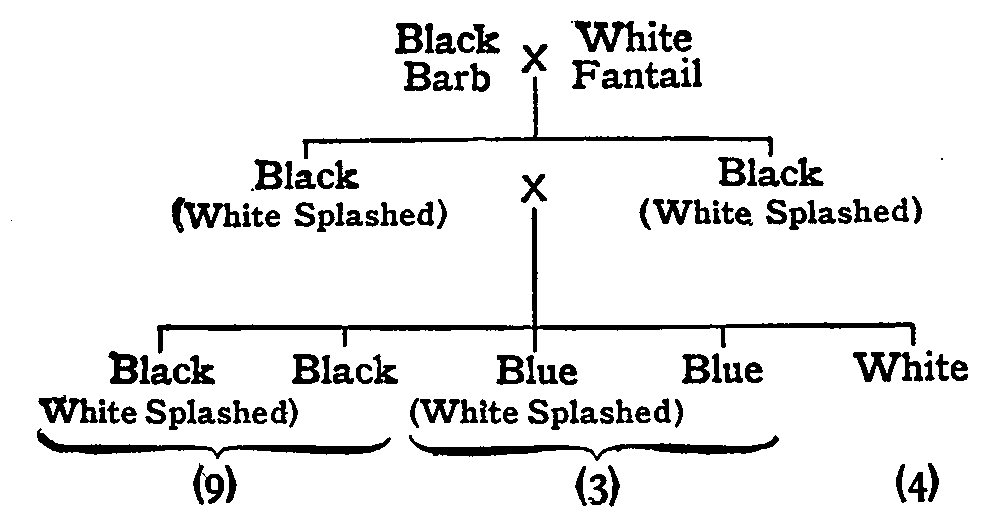 Black × White
Barb Fantail
Black × Black
(White Splashed) (White Splashed)
Black Black Blue Blue White
White Splashed) (White Splashed)
(9) (3) (4)